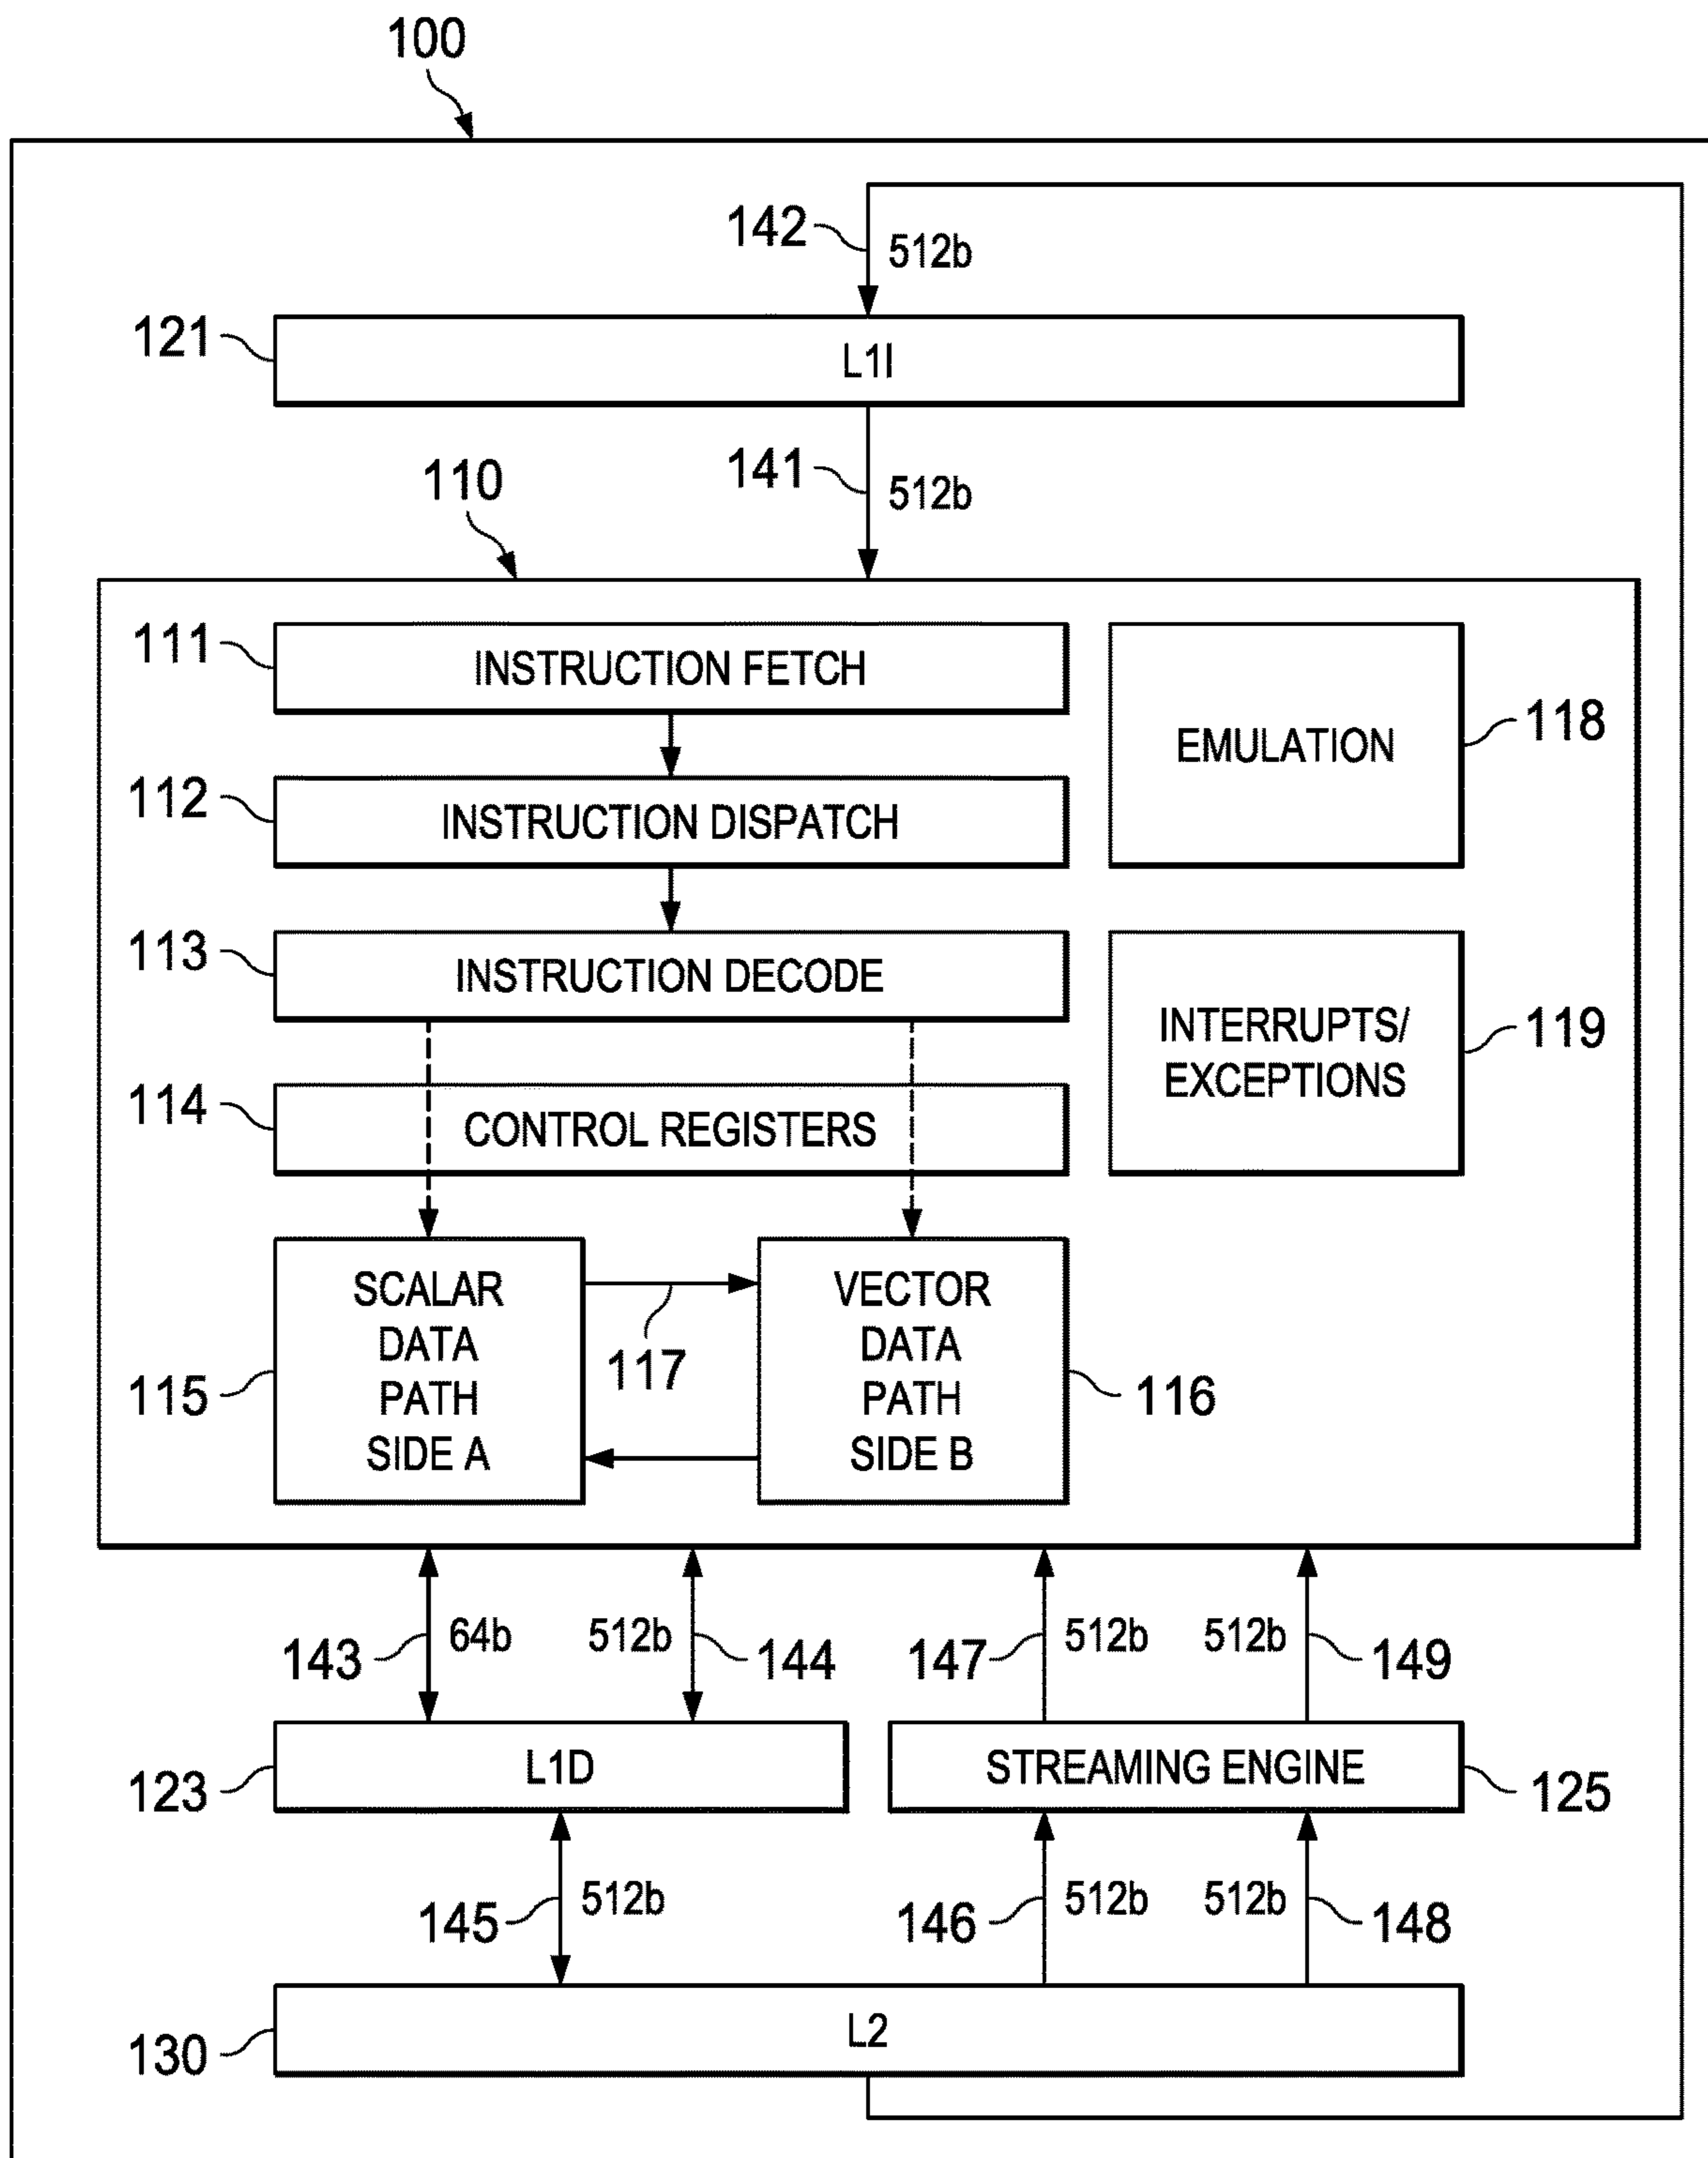 100
142
512b
121
L1I
141
512b
110
111
INSTRUCTION FETCH
118
EMULATION
112
INSTRUCTION DISPATCH
113
INSTRUCTION DECODE
119
INTERRUPTS/
EXCEPTIONS
114
CONTROL REGISTERS
SCALAR
DATA
PATH
SIDE A
115
117
VECTOR
DATA
PATH
SIDE B
116
143
64b
512b
144
147
512b
512b
149
123
L1D
STREAMING ENGINE
125
145
512b
146
512b
512b
148
130
L2